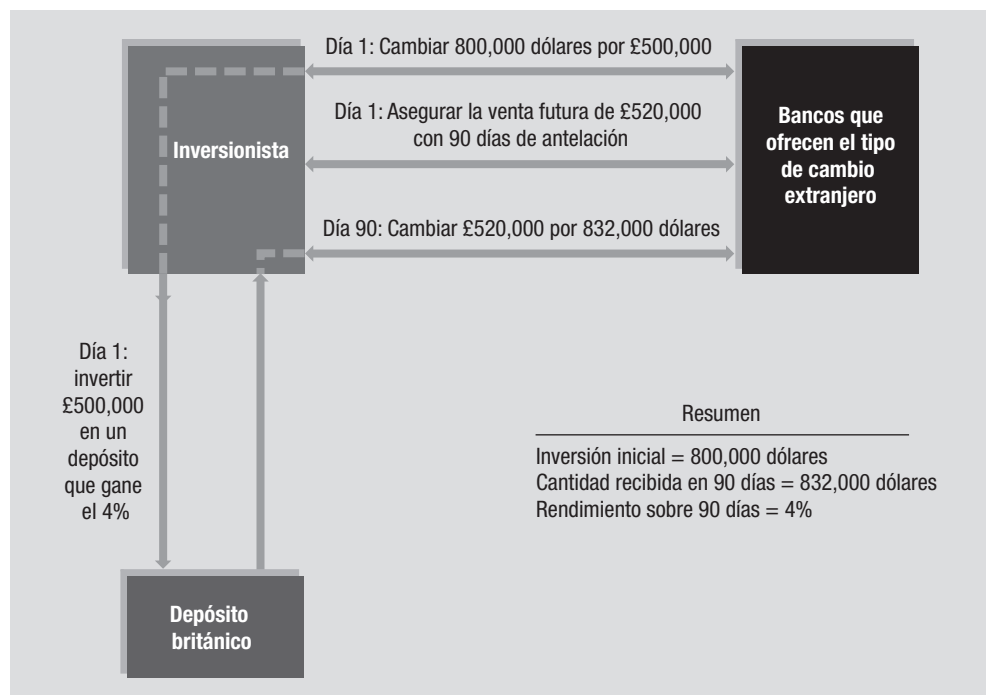 Día 1: Cambiar 800,000 dólares por £500,000
Día 1: Asegurar la venta futura de £520,000
con 90 días de antelación
Día 90: Cambiar £520,000 por 832,000 dólares
Inversionista
Bancos que
ofrecen el tipo
de cambio
extranjero
Día 1:
invertir
£500,000
en un
depósito
que gane
el 4%
Resumen
Inversión inicial = 800,000 dólares
Cantidad recibida en 90 días = 832,000 dólares
Rendimiento sobre 90 días = 4%
Depósito
británico